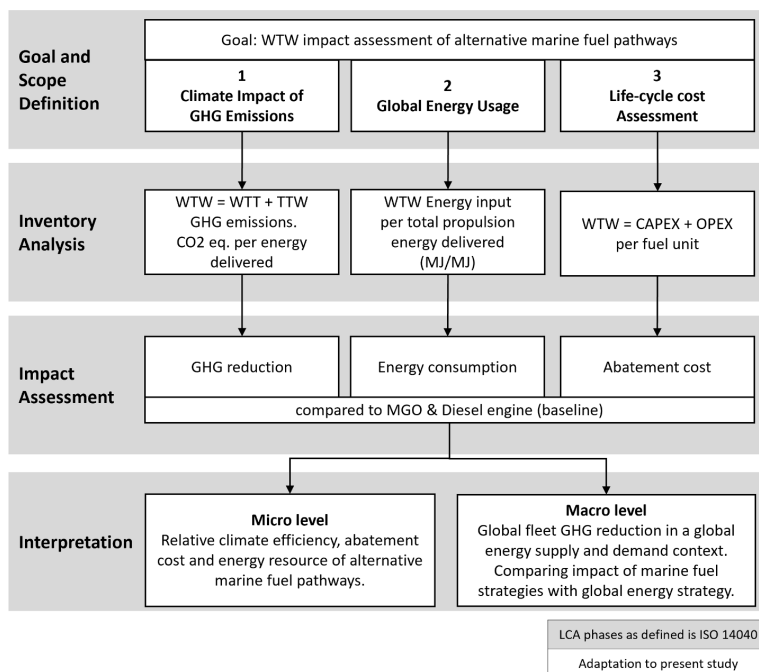 Goal and
Scope
Definition
Goal: WTW impact assessment of alternative marine fuel pathways
1
Climate Impact of
GHG Emissions
2
Global Energy Usage
3
Life-cycle cost
Assessment
Inventory
Analysis
WTW = WTT + TTW
GHG emissions.
CO2 eq. per energy
delivered
WTW Energy input
per total propulsion
energy delivered
(MJ/MJ)
WTW = CAPEX + OPEX
per fuel unit
Impact
Assessment
GHG reduction
Energy consumption
Abatement cost
compared to MGO & Diesel engine (baseline)
Interpretation
Micro level
Relative climate efficiency, abatement
cost and energy resource of alternative
marine fuel pathways.
Macro level
Global fleet GHG reduction in a global
energy supply and demand context.
Comparing impact of marine fuel
strategies with global energy strategy.
LCA phases as defined is ISO 14040
Adaptation to present study